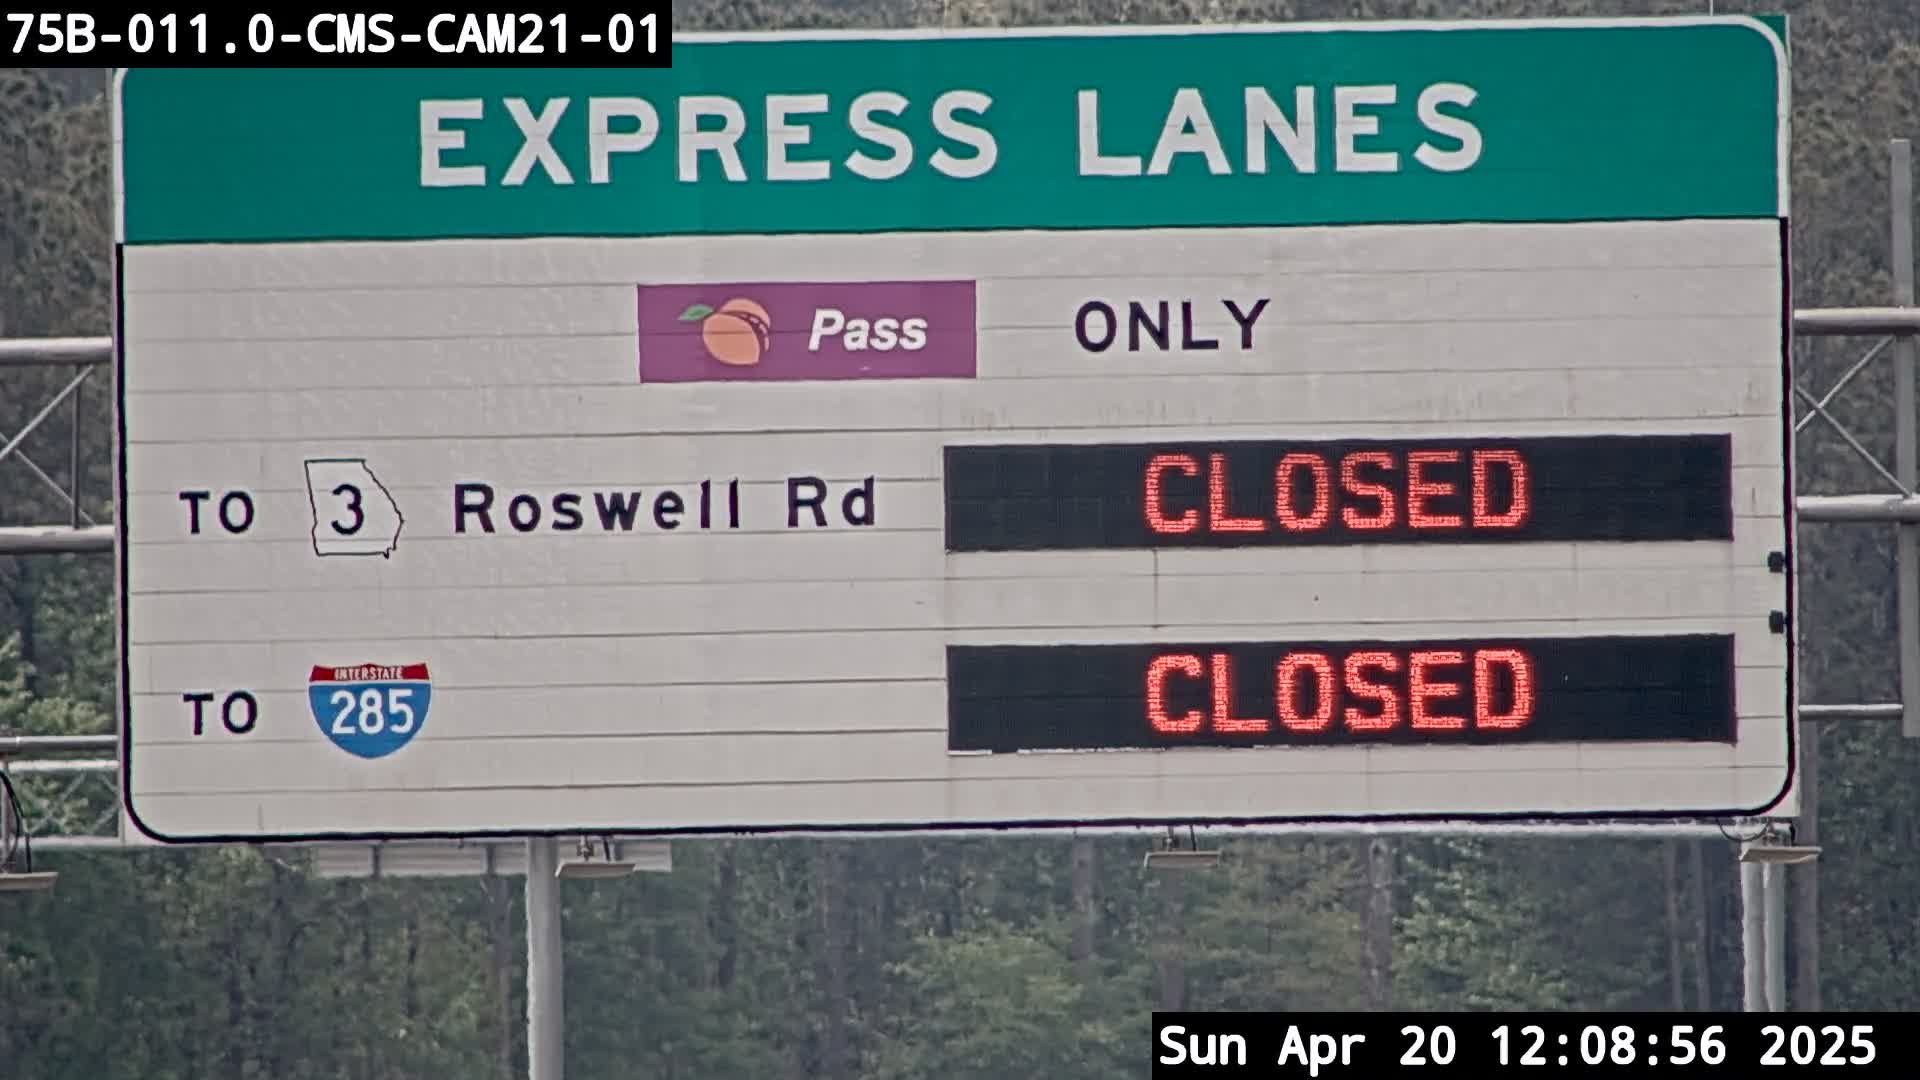 75B-011.0-CMS-CAM21-01
EXPRESS LANES
Pass ONLY
TO 3 Roswell Rd CLOSED
TO INTERSTATE 285 CLOSED
Sun Apr 20 12:08:56 2025